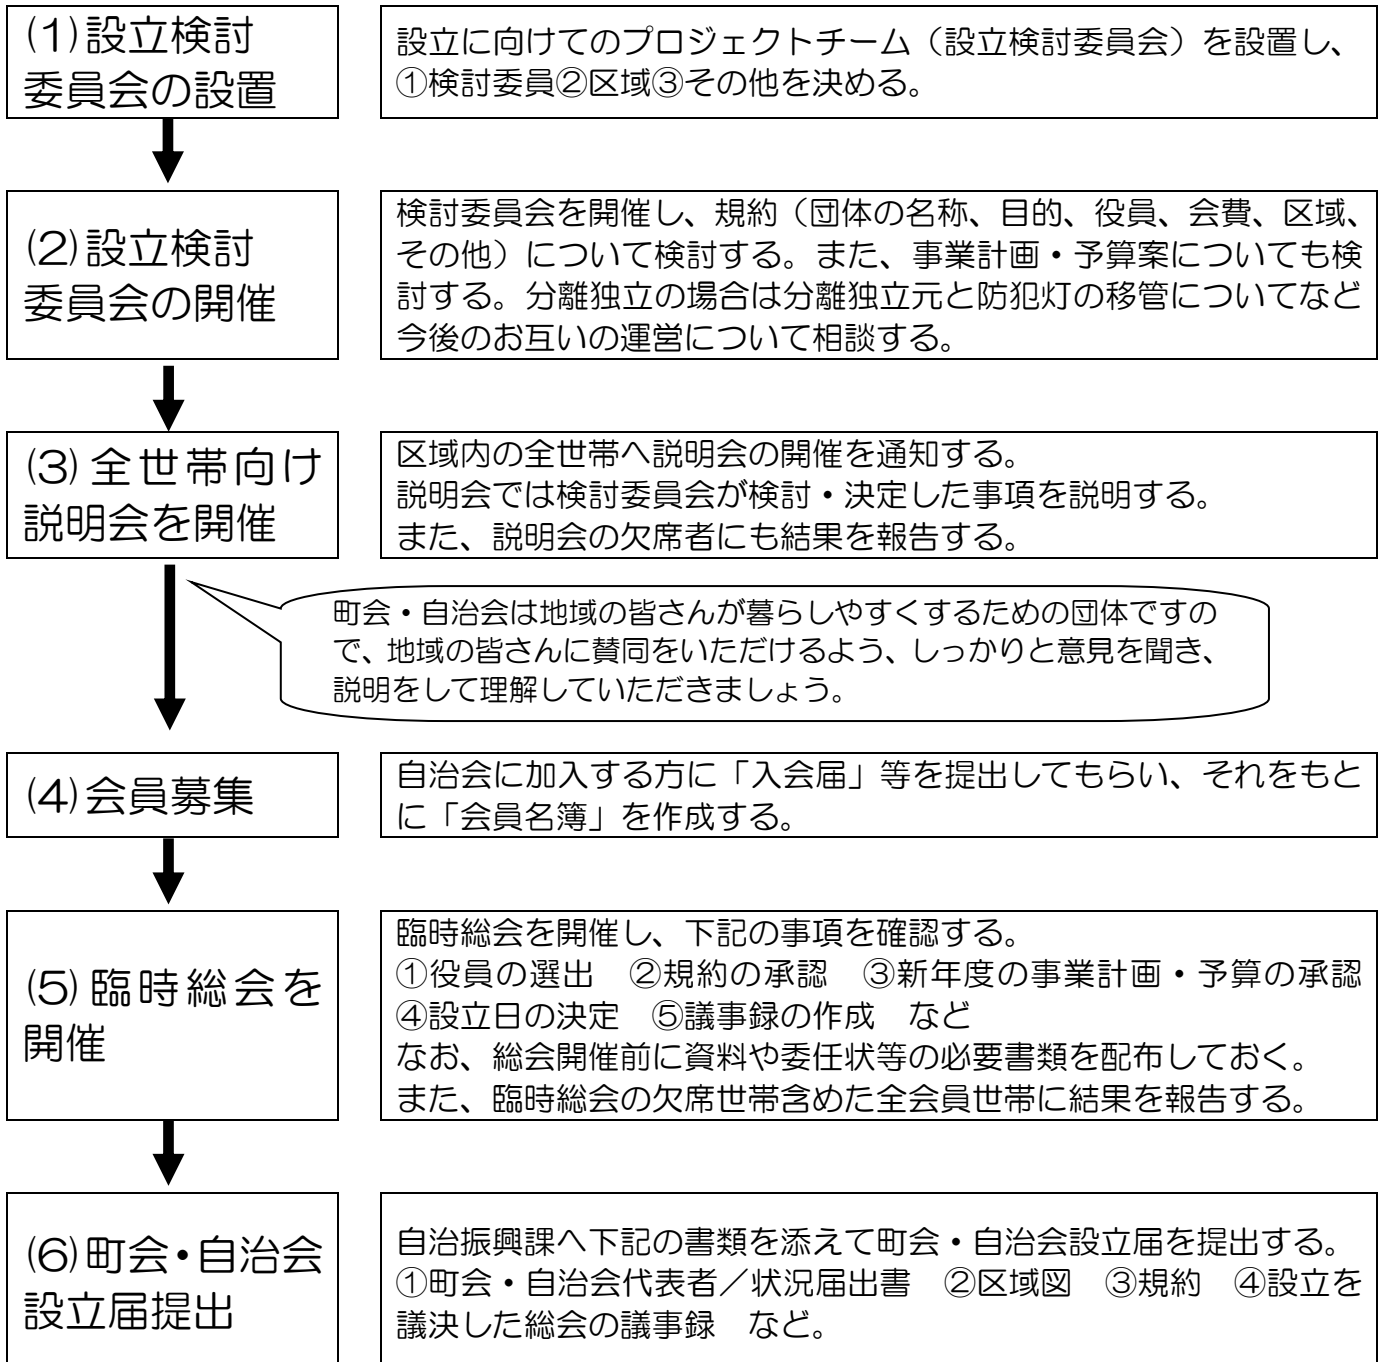 (1)設立検討
委員会の設置
設立に向けてのプロジェクトチーム（設立検討委員会）を設置し、
①検討委員②区域③その他を決める。
(2)設立検討
委員会の開催
検討委員会を開催し、規約（団体の名称、目的、役員、会費、区域、
その他）について検討する。また、事業計画・予算案についても検
討する。分離独立の場合は分離独立元と防犯灯の移管についてなど
今後のお互いの運営について相談する。
(3)全世帯向け
説明会を開催
区域内の全世帯へ説明会の開催を通知する。
説明会では検討委員会が検討・決定した事項を説明する。
また、説明会の欠席者にも結果を報告する。
町会・自治会は地域の皆さんが暮らしやすくするための団体ですの
で、地域の皆さんに賛同をいただけるよう、しっかりと意見を聞き、
説明をして理解していただきましょう。
(4)会員募集
自治会に加入する方に「入会届」等を提出してもらい、それをもと
に「会員名簿」を作成する。
(5)臨時総会を
開催
臨時総会を開催し、下記の事項を確認する。
①役員の選出　②規約の承認　③新年度の事業計画・予算の承認
④設立日の決定　⑤議事録の作成　など
なお、総会開催前に資料や委任状等の必要書類を配布しておく。
また、臨時総会の欠席世帯含めた全会員世帯に結果を報告する。
(6)町会・自治会
設立届提出
自治振興課へ下記の書類を添えて町会・自治会設立届を提出する。
①町会・自治会代表者／状況届出書　②区域図　③規約　④設立を
議決した総会の議事録　など。